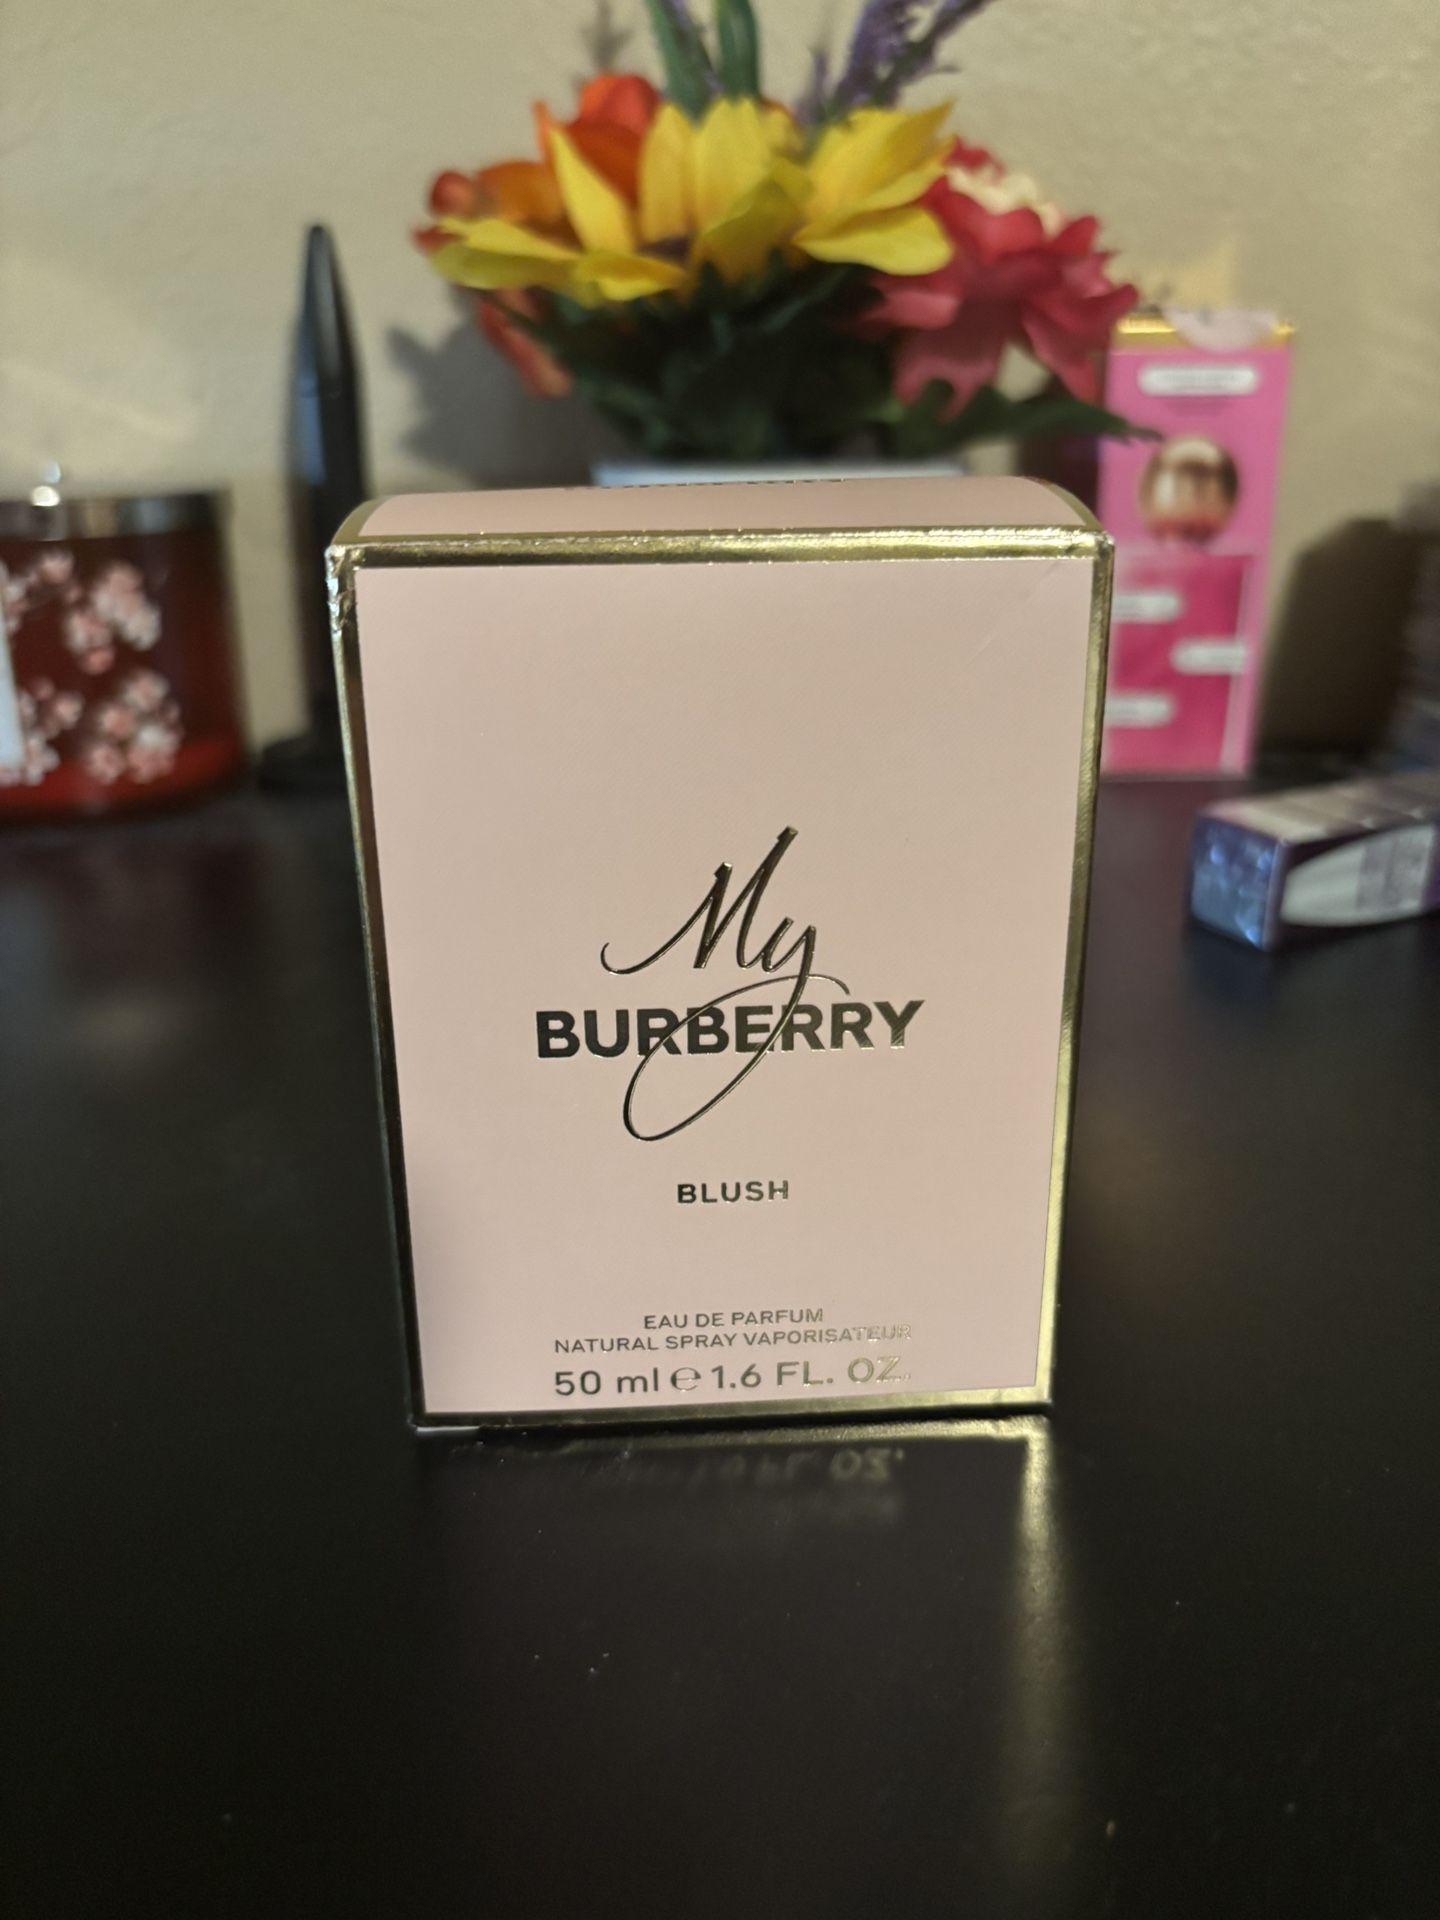 My
BURBERRY
BLUSH
EAU DE PARFUM
NATURAL SPRAY VAPORISATEUR
50 ml ℮ 1.6 FL. OZ.